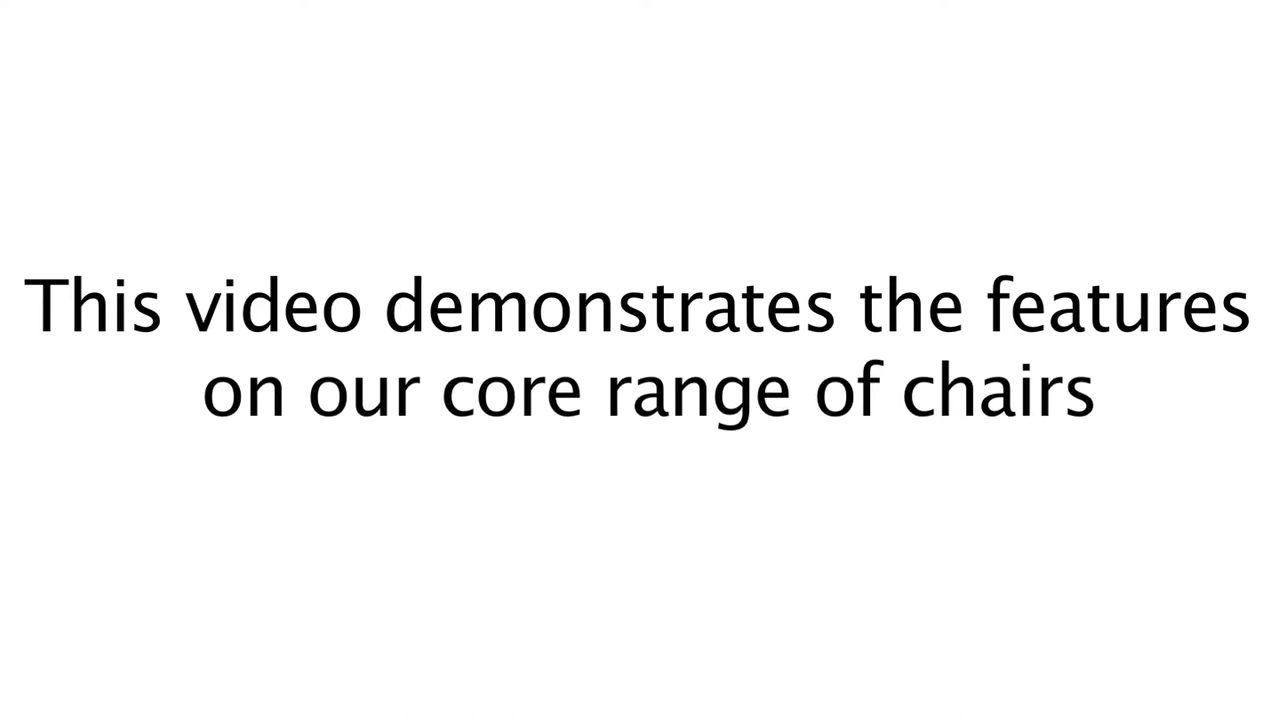 This video demonstrates the features
on our core range of chairs